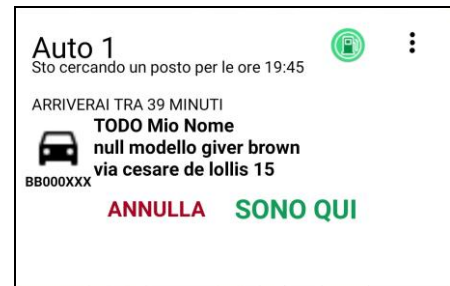 Auto 1
Sto cercando un posto per le ore 19:45
ARRIVERAI TRA 39 MINUTI
TODO Mio Nome
null modello giver brown
via cesare de lollis 15
BB000XXX
ANNULLA SONO QUI